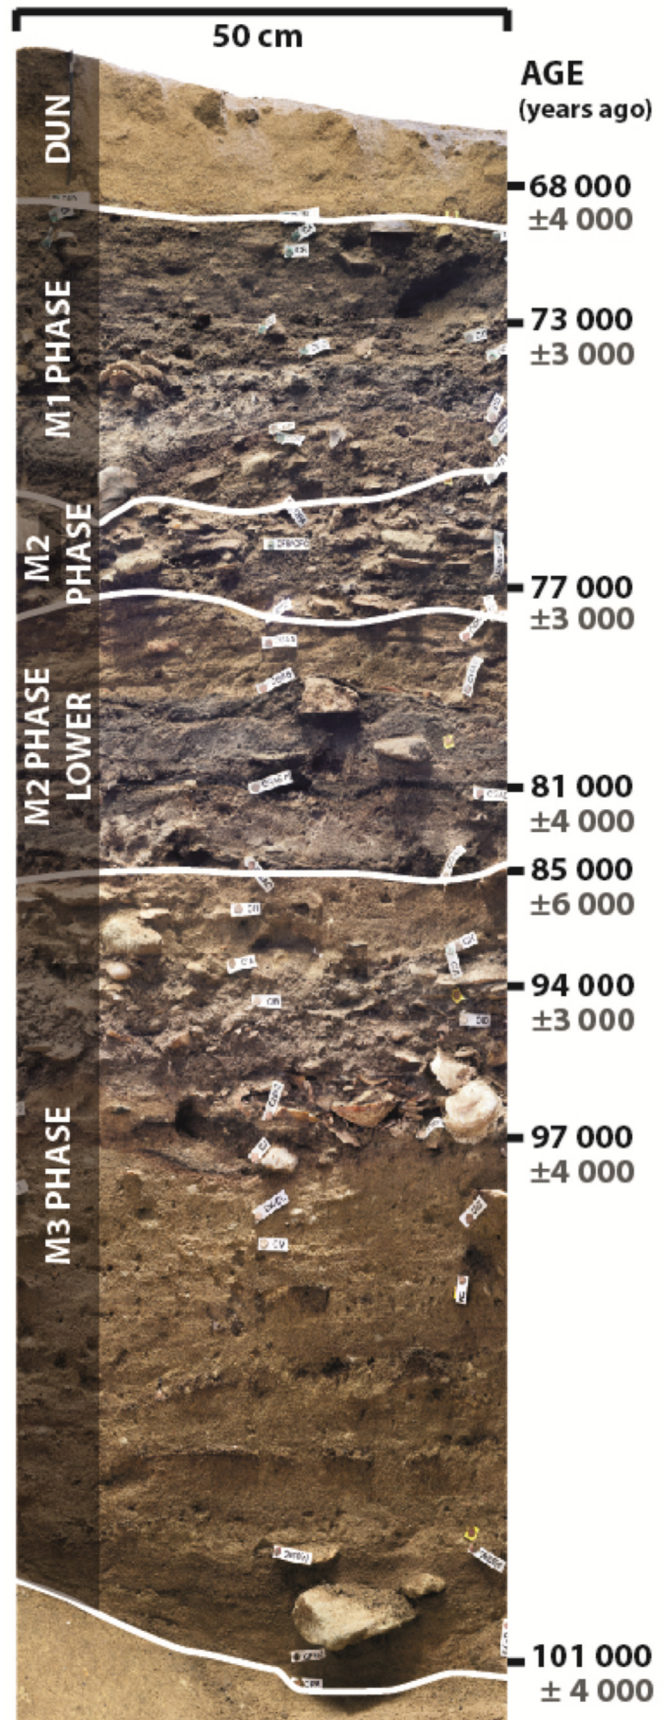 50 cm
AGE
(years ago)
DUN
68 000
±4 000
M1 PHASE
73 000
±3 000
M2
PHASE
77 000
±3 000
M2 PHASE
LOWER
81 000
±4 000
85 000
±6 000
94 000
±3 000
M3 PHASE
97 000
±4 000
101 000
± 4 000